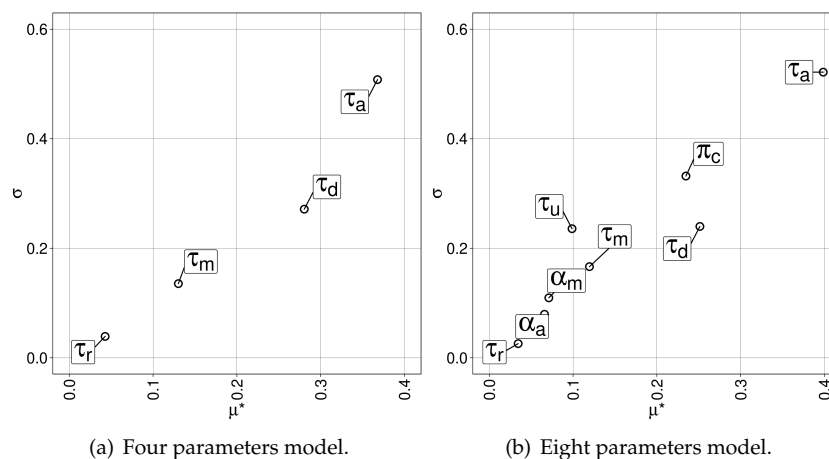 0.6
0.4
0.2
0.0
σ
τa
τd
τm
τr
0.0 0.1 0.2 0.3 0.4
μ*
(a) Four parameters model.
0.6
0.4
0.2
0.0
σ
τa
πc
τu
τm
τd
αm
αa
τr
0.0 0.1 0.2 0.3 0.4
μ*
(b) Eight parameters model.